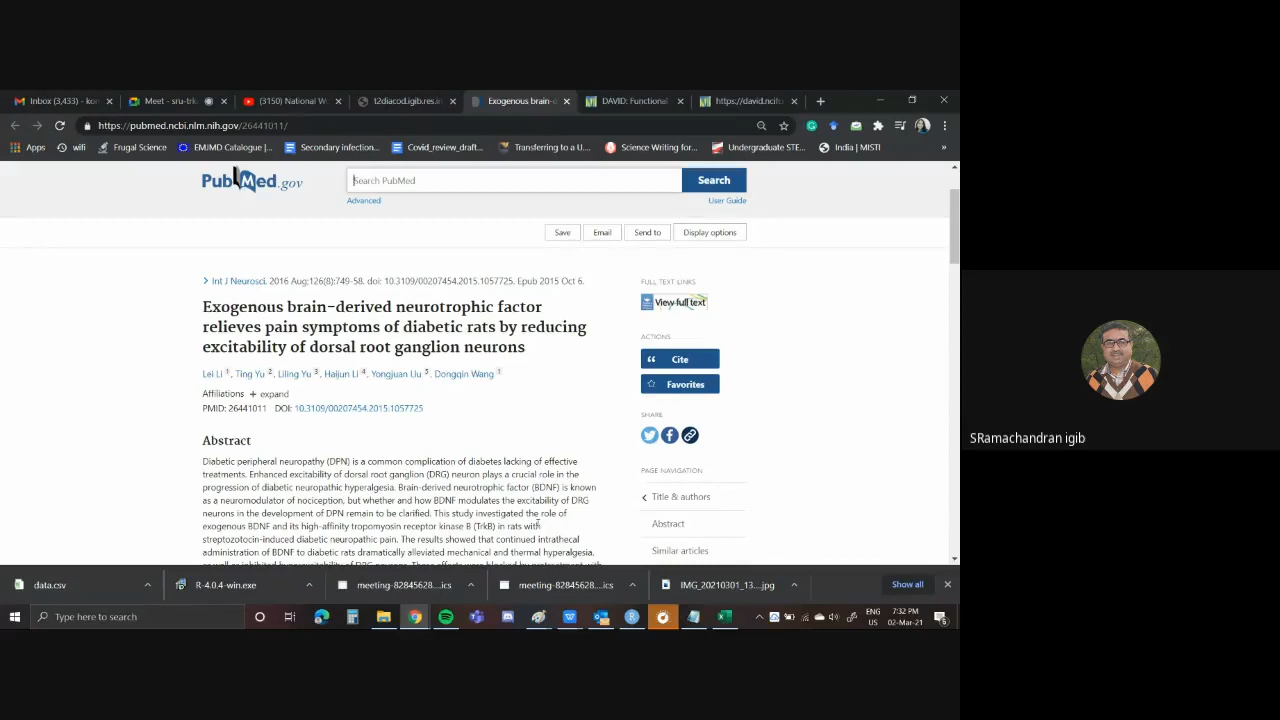 Inbox (3,433) - kon
Meet - sru-trk
(3150) National W
t2diacod.igib.res.in
Exogenous brain-d
DAVID: Functional
https://david.ncifc
https://pubmed.ncbi.nlm.nih.gov/26441011/
Apps
wifi
Frugal Science
EMJMD Catalogue |...
Secondary infection...
Covid_review_draft...
Transferring to a U...
Science Writing for...
Undergraduate STE...
India | MISTI
»
PubMed.gov
Search PubMed
Search
Advanced
User Guide
Save
Email
Send to
Display options
Int J Neurosci. 2016 Aug;126(8):749-58. doi: 10.3109/00207454.2015.1057725. Epub 2015 Oct 6.
Exogenous brain-derived neurotrophic factor
relieves pain symptoms of diabetic rats by reducing
excitability of dorsal root ganglion neurons
Lei Li 1, Ting Yu 2, Liling Yu 3, Haijun Li 4, Yongjuan Liu 5, Dongqin Wang 1
Affiliations + expand
PMID: 26441011 DOI: 10.3109/00207454.2015.1057725
Abstract
Diabetic peripheral neuropathy (DPN) is a common complication of diabetes lacking of effective
treatments. Enhanced excitability of dorsal root ganglion (DRG) neuron plays a crucial role in the
progression of diabetic neuropathic hyperalgesia. Brain-derived neurotrophic factor (BDNF) is known
as a neuromodulator of nociception, but whether and how BDNF modulates the excitability of DRG
neurons in the development of DPN remain to be clarified. This study investigated the role of
exogenous BDNF and its high-affinity tropomyosin receptor kinase B (TrkB) in rats with
streptozotocin-induced diabetic neuropathic pain. The results showed that continued intrathecal
administration of BDNF to diabetic rats dramatically alleviated mechanical and thermal hyperalgesia,
FULL TEXT LINKS
View full text
ACTIONS
Cite
Favorites
SHARE
PAGE NAVIGATION
Title & authors
Abstract
Similar articles
SRamachandran igib
data.csv
R-4.0.4-win.exe
meeting-82845628....ics
meeting-82845628....ics
IMG_20210301_13....jpg
Show all
Type here to search
ENG
US
7:32 PM
02-Mar-21